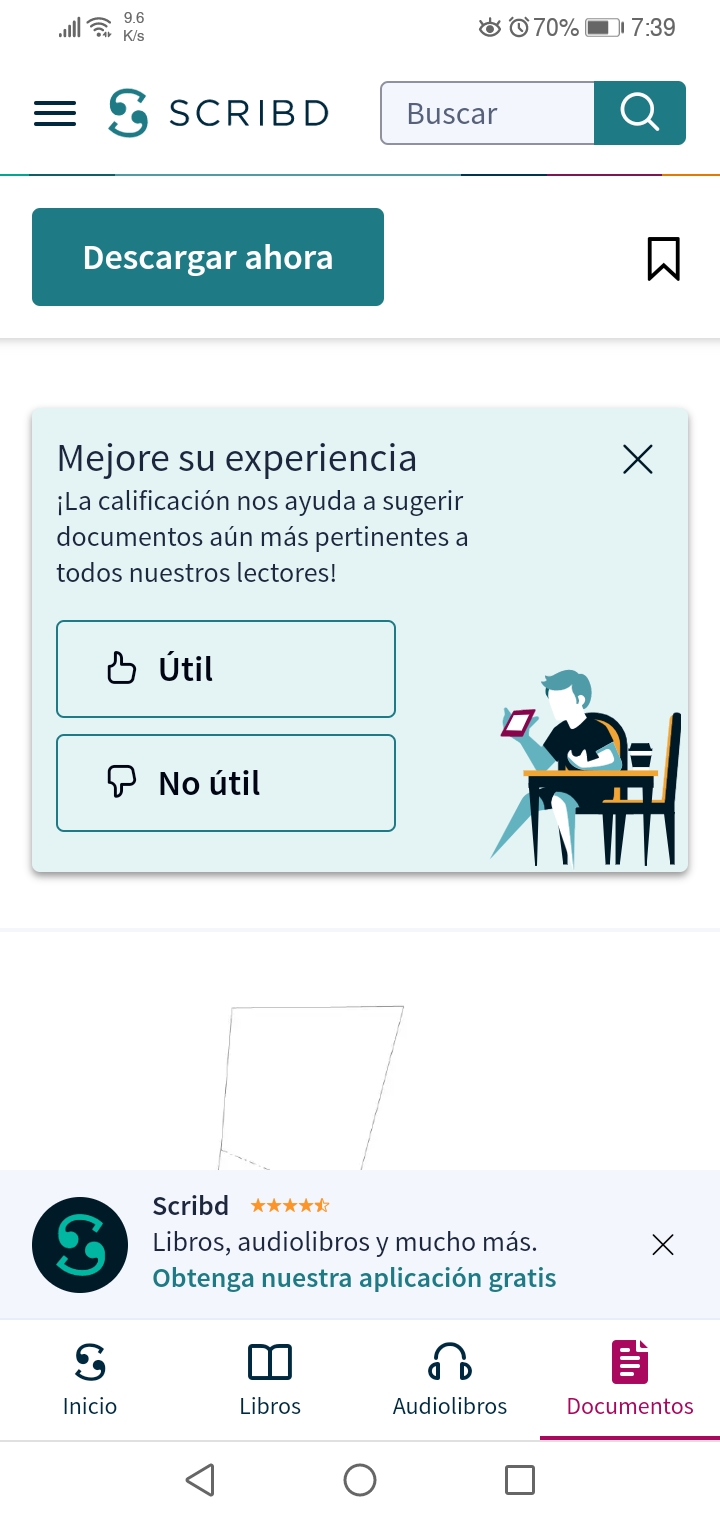 9.6
K/s
70%
7:39
SCRIBD
Buscar
Descargar ahora
Mejore su experiencia
¡La calificación nos ayuda a sugerir
documentos aún más pertinentes a
todos nuestros lectores!
Útil
No útil
Scribd
Libros, audiolibros y mucho más.
Obtenga nuestra aplicación gratis
Inicio
Libros
Audiolibros
Documentos